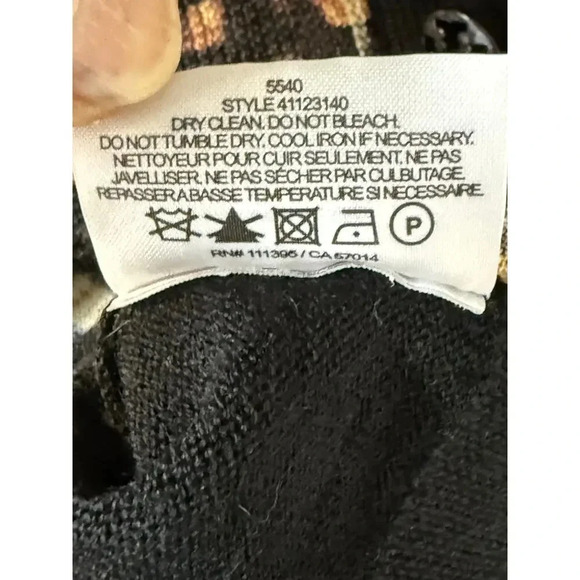 5540
STYLE 41123140
DRY CLEAN. DO NOT BLEACH.
DO NOT TUMBLE DRY. COOL IRON IF NECESSARY.
NETTOYEUR POUR CUIR SEULEMENT. NE PAS
JAVELLISER. NE PAS SÉCHER PAR CULBUTAGE.
REPASSER A BASSE TEMPERATURE SI NECESSAIRE.
P
RN# 111395 / CA 57014